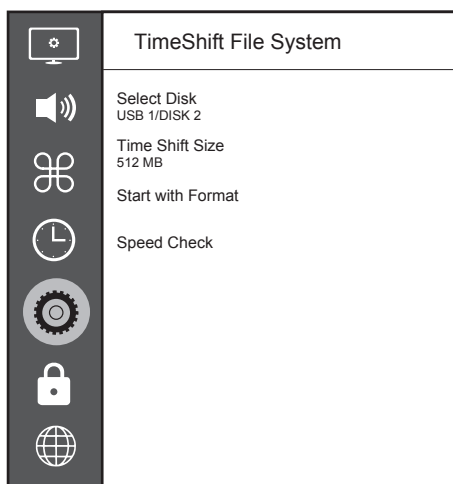 TimeShift File System
Select Disk
USB 1/DISK 2
Time Shift Size
512 MB
Start with Format
Speed Check